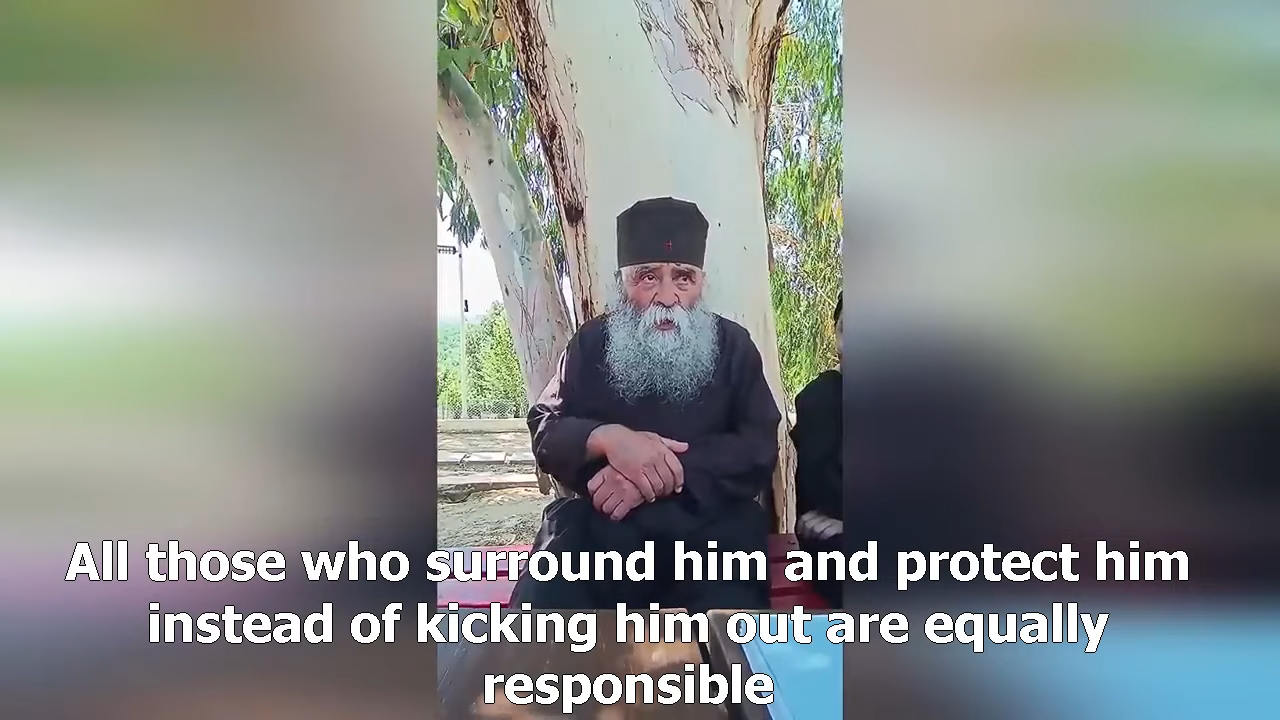 All those who surround him and protect him
instead of kicking him out are equally
responsible